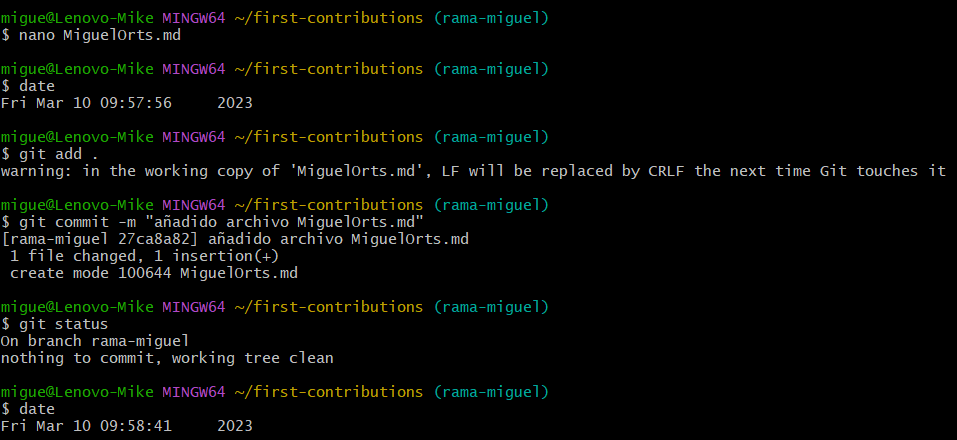 migue@Lenovo-Mike MINGW64 ~/first-contributions (rama-miguel)
$ nano MiguelOrts.md
migue@Lenovo-Mike MINGW64 ~/first-contributions (rama-miguel)
$ date
Fri Mar 10 09:57:56     2023
migue@Lenovo-Mike MINGW64 ~/first-contributions (rama-miguel)
$ git add .
warning: in the working copy of 'MiguelOrts.md', LF will be replaced by CRLF the next time Git touches it
migue@Lenovo-Mike MINGW64 ~/first-contributions (rama-miguel)
$ git commit -m "añadido archivo MiguelOrts.md"
[rama-miguel 27ca8a82] añadido archivo MiguelOrts.md
 1 file changed, 1 insertion(+)
 create mode 100644 MiguelOrts.md
migue@Lenovo-Mike MINGW64 ~/first-contributions (rama-miguel)
$ git status
On branch rama-miguel
nothing to commit, working tree clean
migue@Lenovo-Mike MINGW64 ~/first-contributions (rama-miguel)
$ date
Fri Mar 10 09:58:41     2023